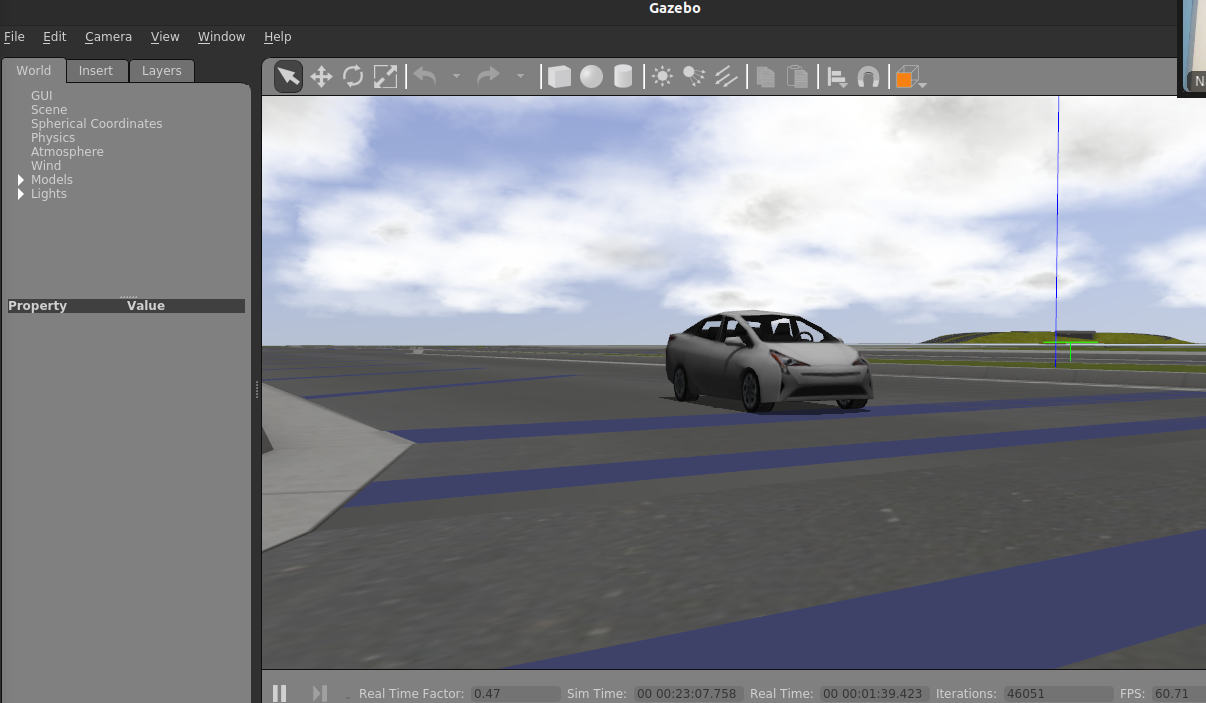 Gazebo
File Edit Camera View Window Help
World Insert Layers
GUI
Scene
Spherical Coordinates
Physics
Atmosphere
Wind
Models
Lights
Property Value
Real Time Factor: 0.47 Sim Time: 00 00:23:07.758 Real Time: 00 00:01:39.423 Iterations: 46051 FPS: 60.71